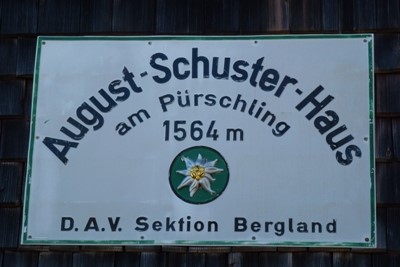 August-Schuster-Haus
am Pürschling
1564 m
D.A.V. Sektion Bergland